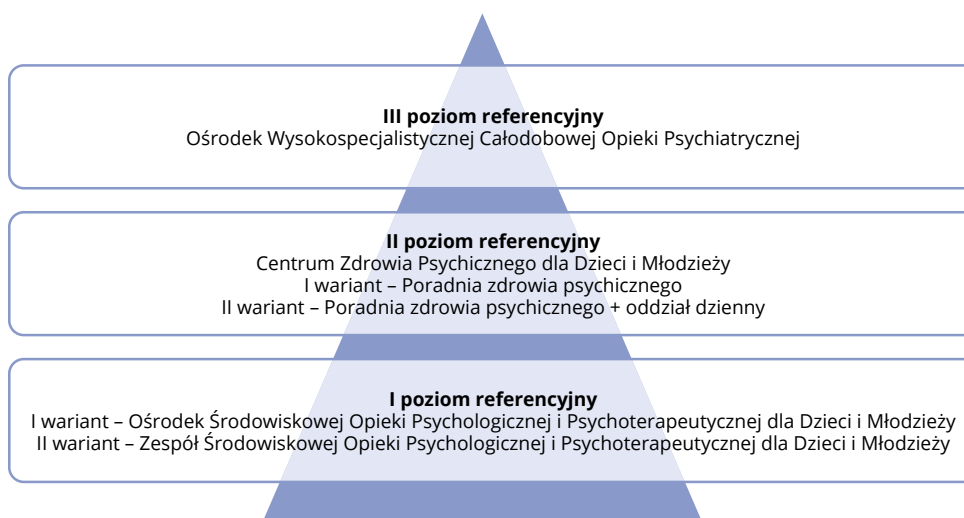 III poziom referencyjny
Ośrodek Wysokospecjalistycznej Całodobowej Opieki Psychiatrycznej
II poziom referencyjny
Centrum Zdrowia Psychicznego dla Dzieci i Młodzieży
I wariant – Poradnia zdrowia psychicznego
II wariant – Poradnia zdrowia psychicznego + oddział dzienny
I poziom referencyjny
I wariant – Ośrodek Środowiskowej Opieki Psychologicznej i Psychoterapeutycznej dla Dzieci i Młodzieży
II wariant – Zespół Środowiskowej Opieki Psychologicznej i Psychoterapeutycznej dla Dzieci i Młodzieży